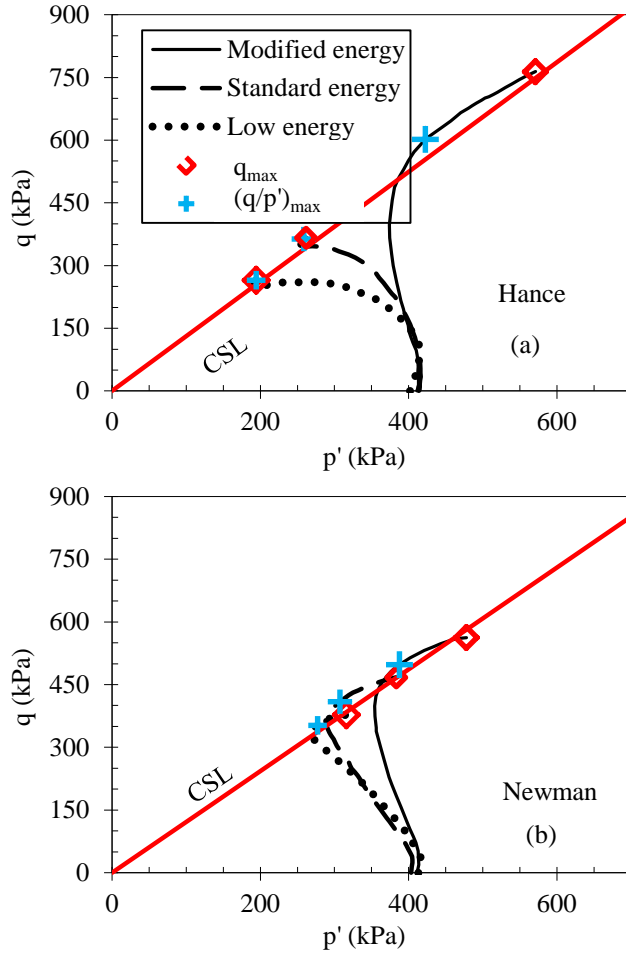 900
750
600
450
300
150
0
q (kPa)
Modified energy
Standard energy
Low energy
qmax
(q/p')max
CSL
Hance
(a)
0
200
400
600
p' (kPa)
900
750
600
450
300
150
0
q (kPa)
CSL
Newman
(b)
0
200
400
600
p' (kPa)